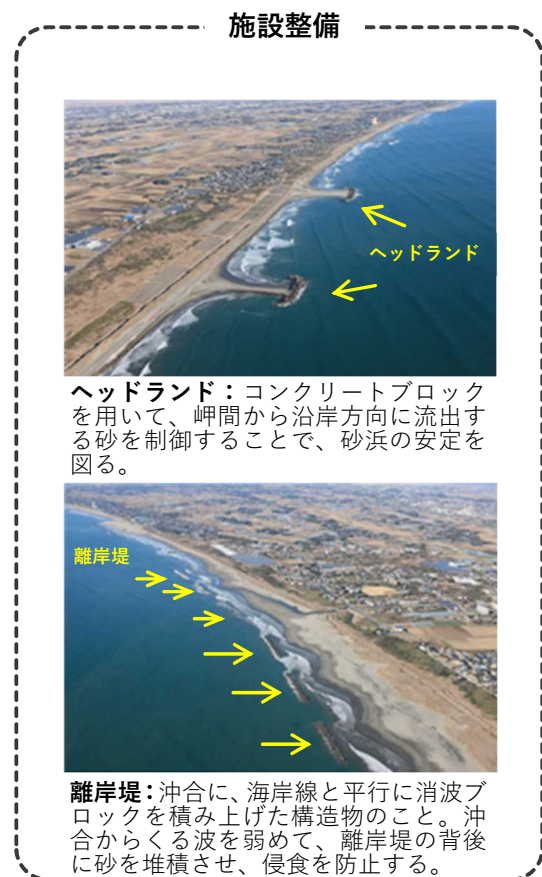 施設整備
ヘッドランド
ヘッドランド：コンクリートブロック
を用いて、岬間から沿岸方向に流出す
る砂を制御することで、砂浜の安定を
図る。
離岸堤
離岸堤：沖合に、海岸線と平行に消波ブ
ロックを積み上げた構造物のこと。沖
合からくる波を弱めて、離岸堤の背後
に砂を堆積させ、侵食を防止する。